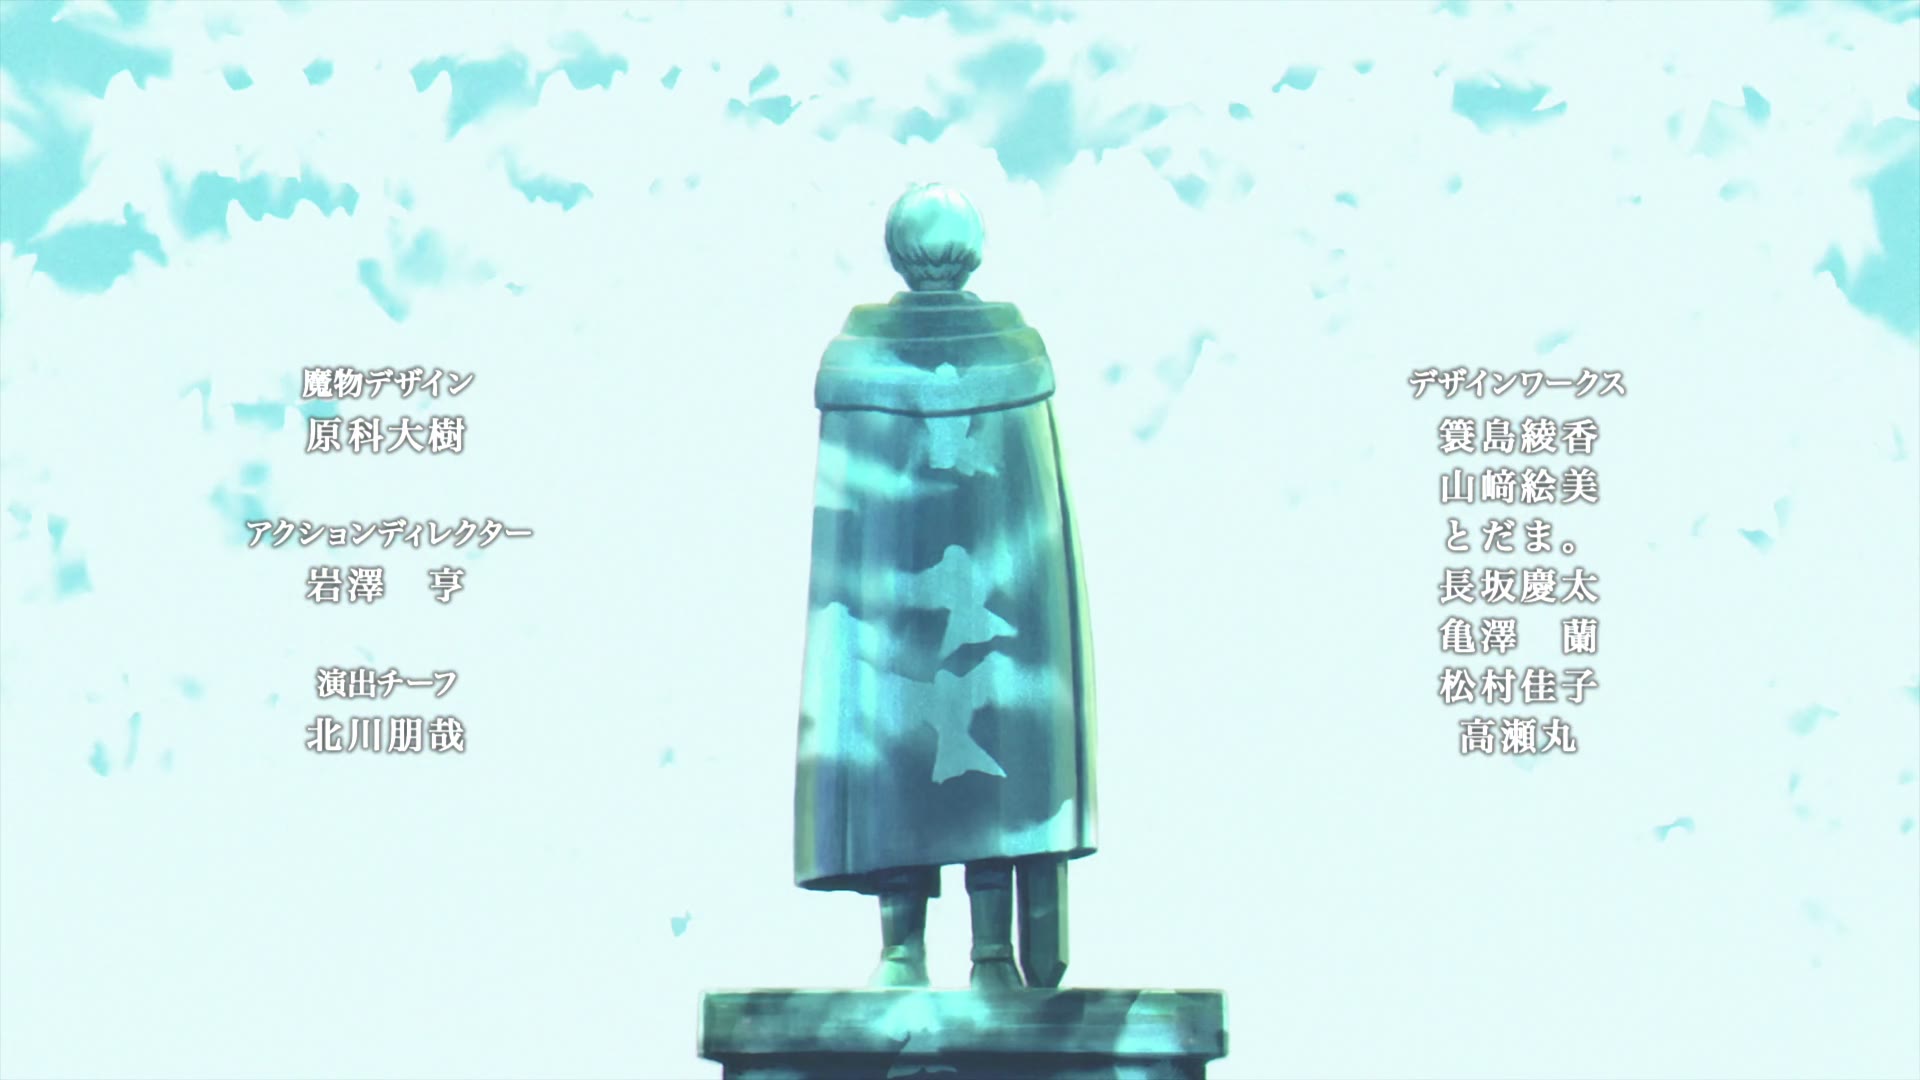 魔物デザイン
原科大樹
アクションディレクター
岩澤　亨
演出チーフ
北川朋哉
デザインワークス
簑島綾香
山﨑絵美
とだま。
長坂慶太
亀澤　蘭
松村佳子
高瀬丸